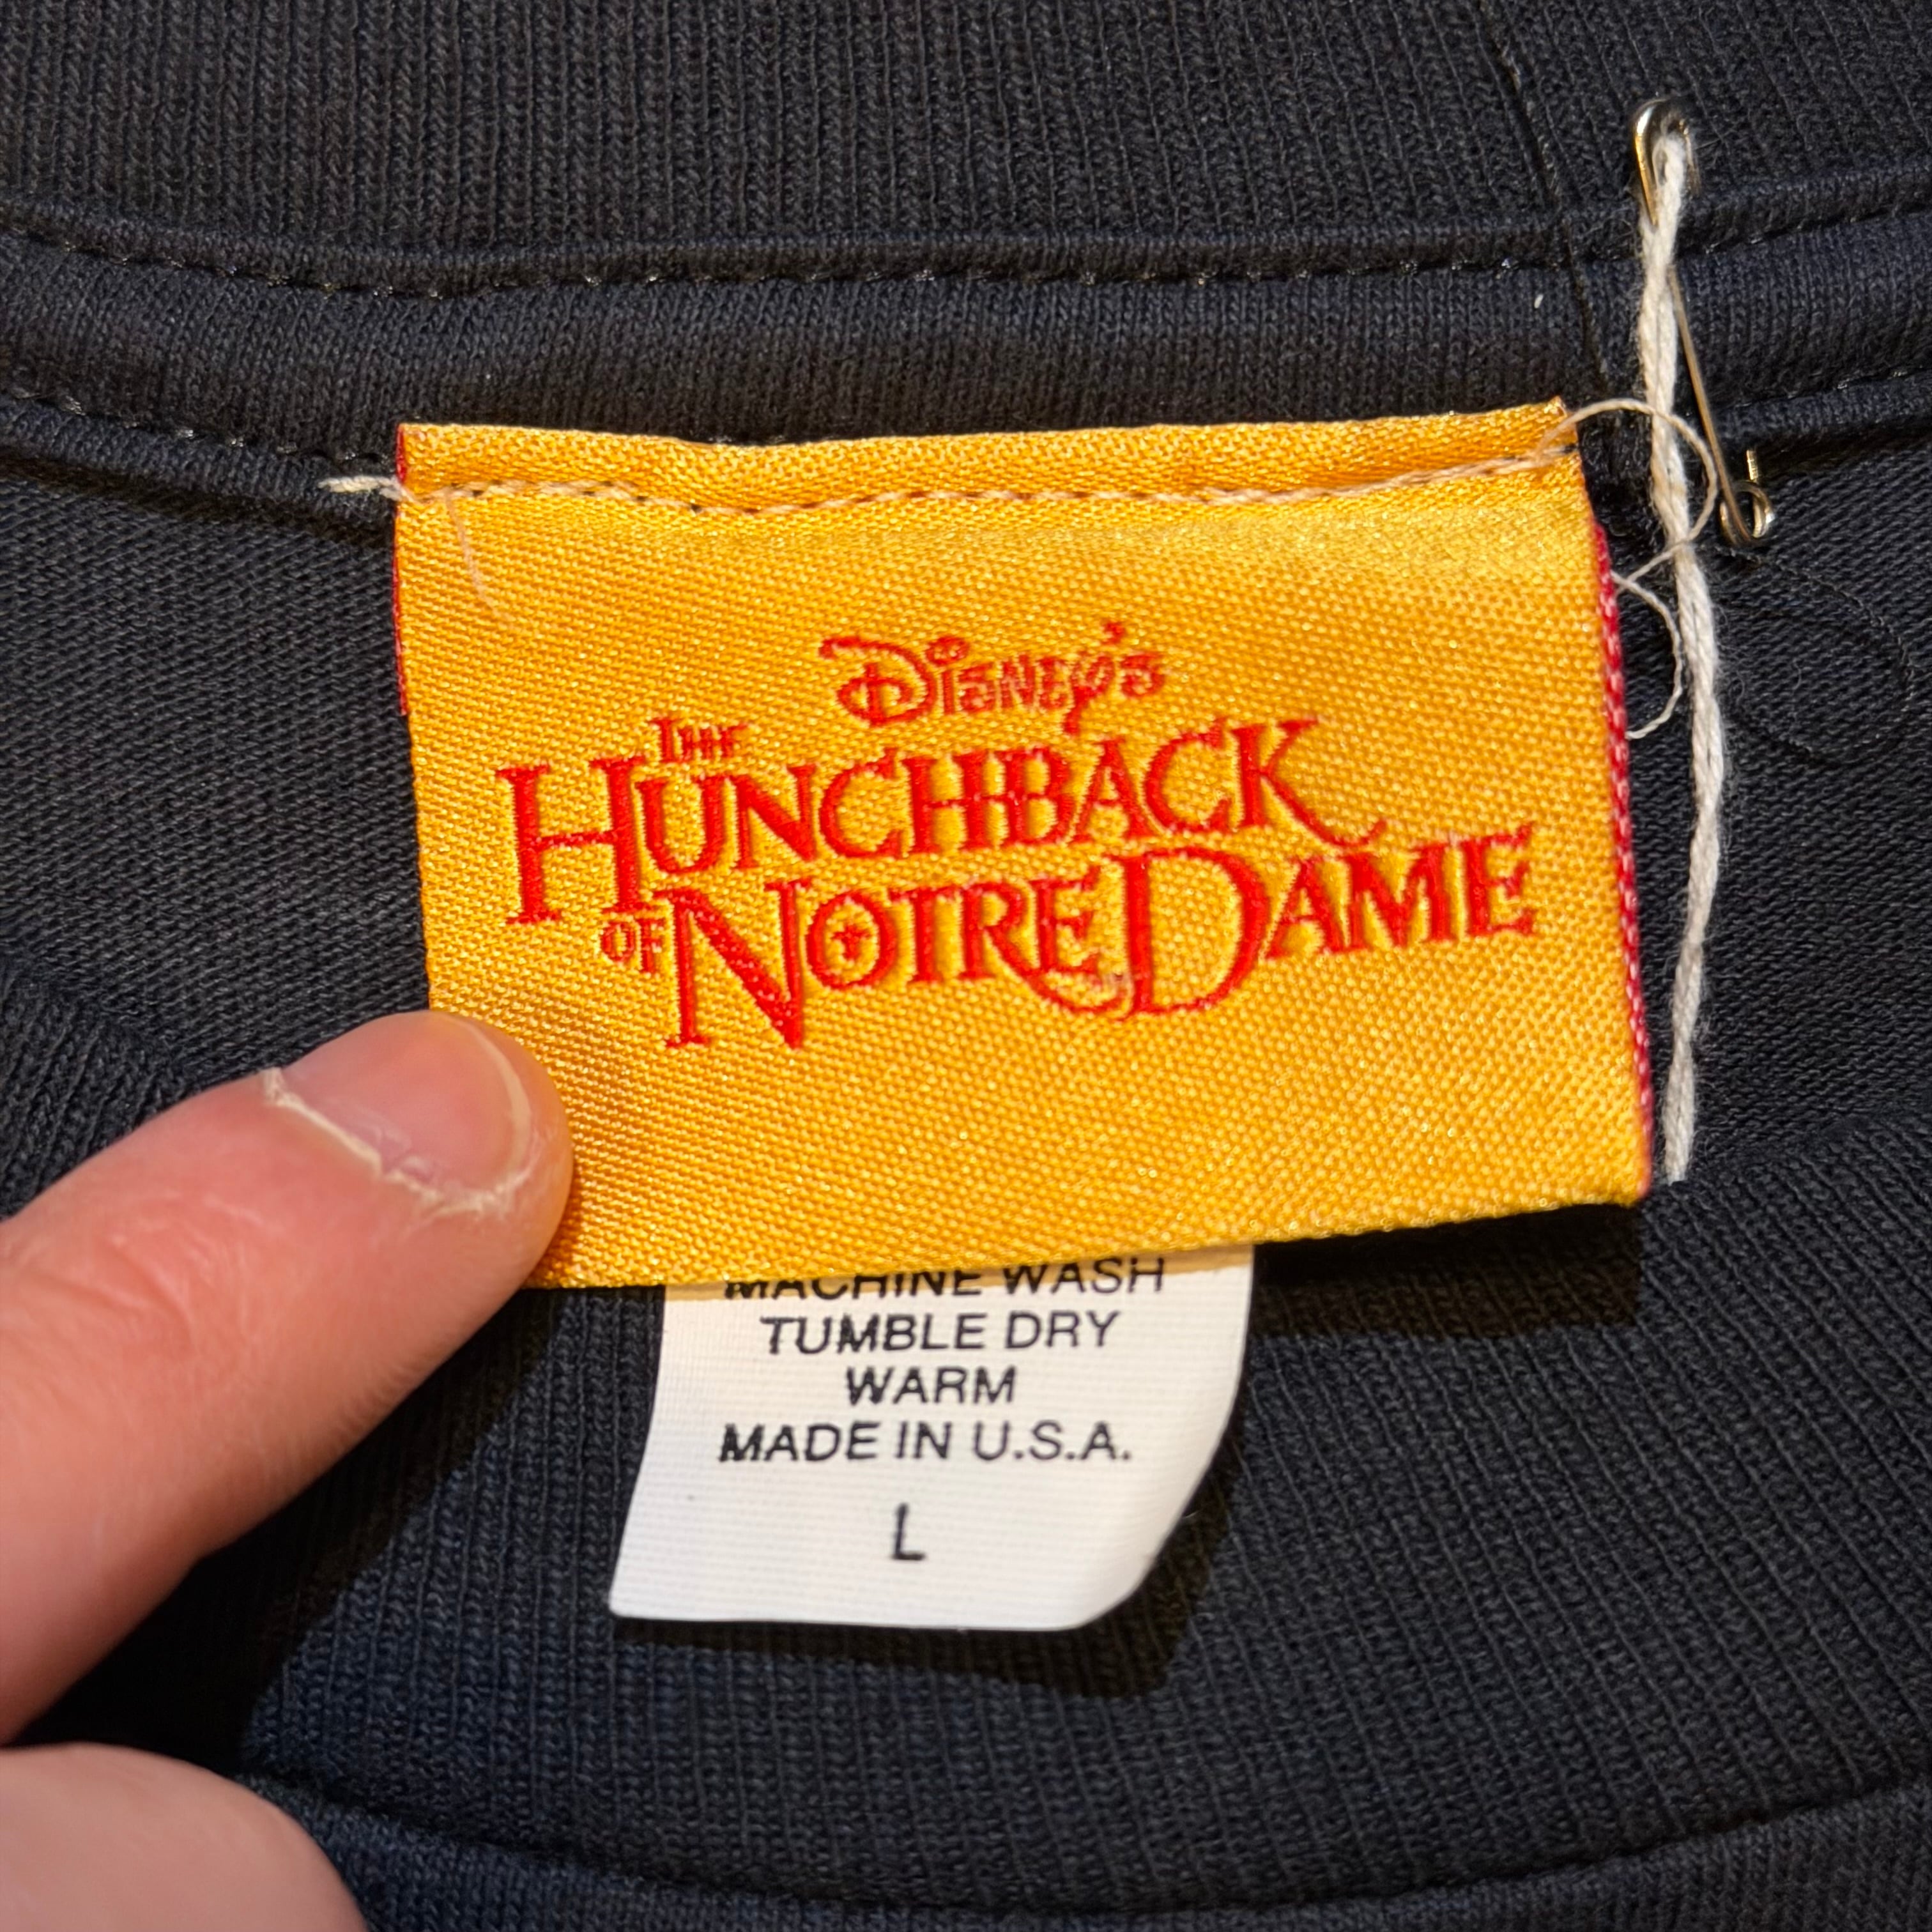 DISNEY'S
THE
HUNCHBACK
OF NOTRE DAME
MACHINE WASH
TUMBLE DRY
WARM
MADE IN U.S.A.
L